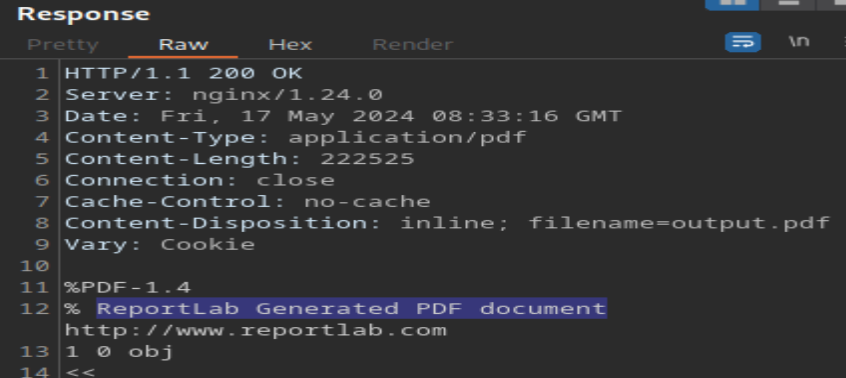 Response
Pretty Raw Hex Render \n
1 HTTP/1.1 200 OK
2 Server: nginx/1.24.0
3 Date: Fri, 17 May 2024 08:33:16 GMT
4 Content-Type: application/pdf
5 Content-Length: 222525
6 Connection: close
7 Cache-Control: no-cache
8 Content-Disposition: inline; filename=output.pdf
9 Vary: Cookie
10
11 %PDF-1.4
12 % ReportLab Generated PDF document
http://www.reportlab.com
13 1 0 obj
14 <<